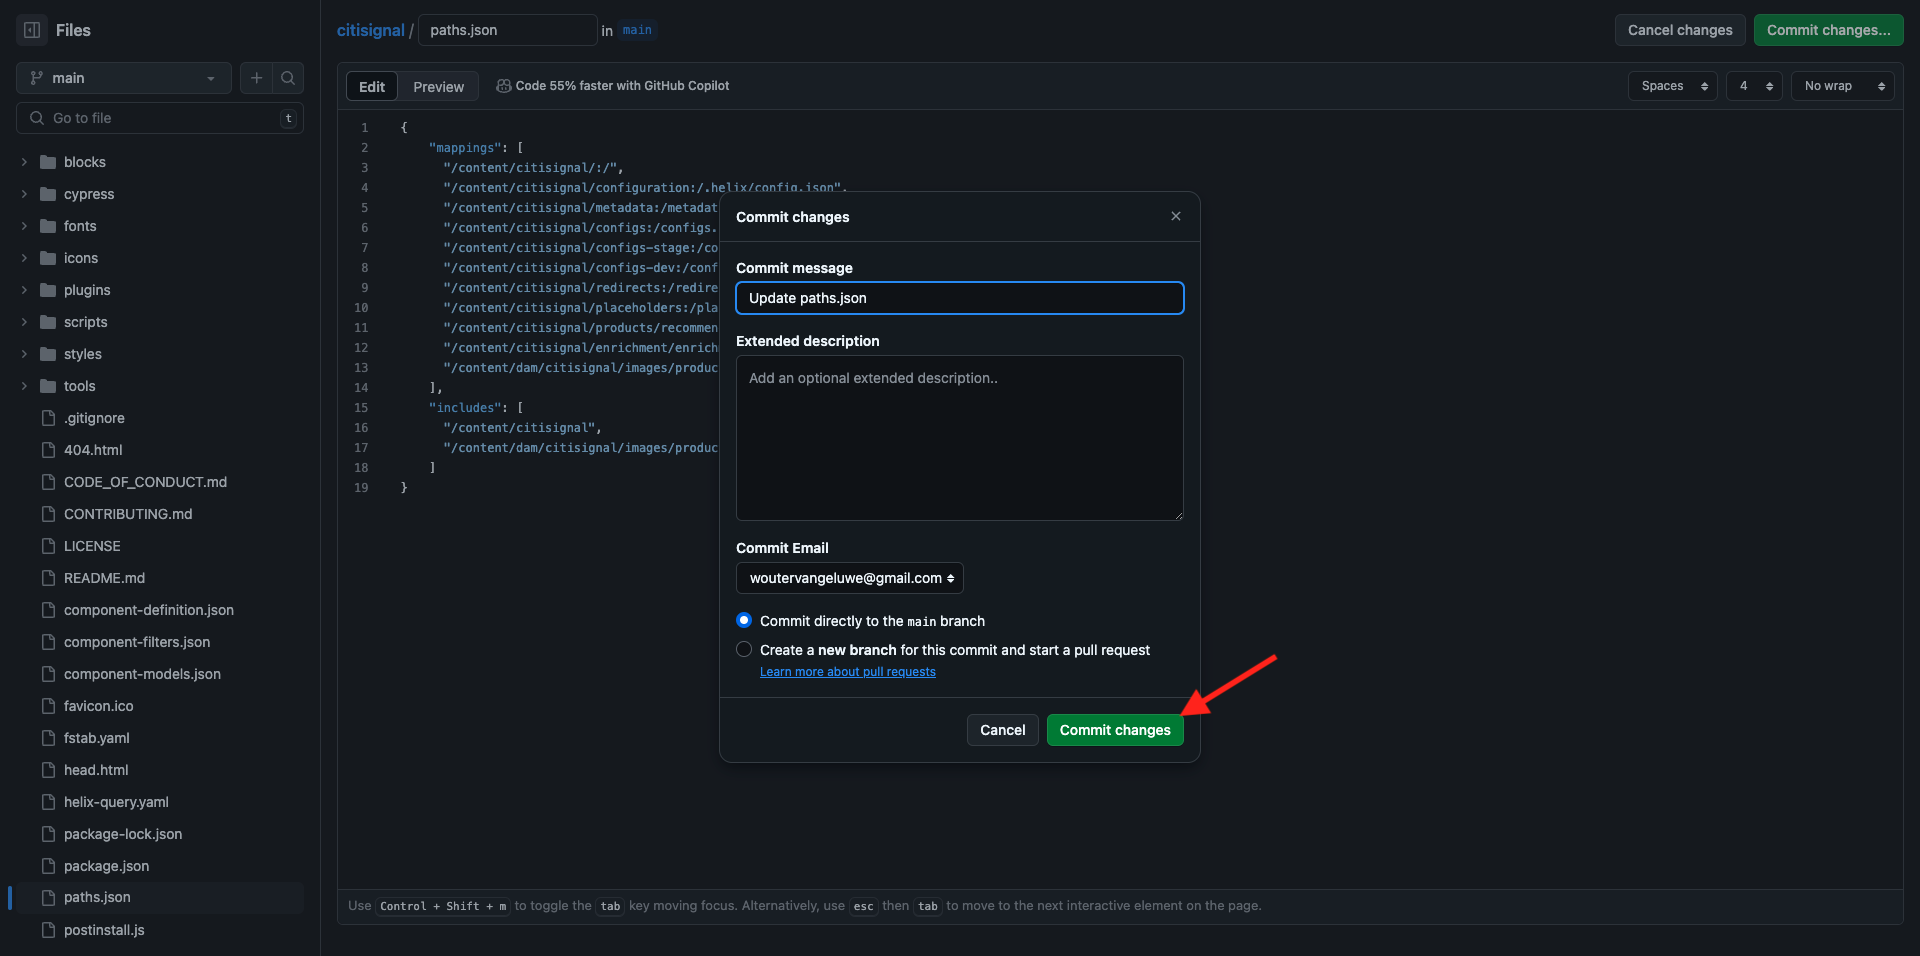 Files
main
Go to file
t
blocks
cypress
fonts
icons
plugins
scripts
styles
tools
.gitignore
404.html
CODE_OF_CONDUCT.md
CONTRIBUTING.md
LICENSE
README.md
component-definition.json
component-filters.json
component-models.json
favicon.ico
fstab.yaml
head.html
helix-query.yaml
package-lock.json
package.json
paths.json
postinstall.js
citisignal / paths.json in main
Cancel changes
Commit changes...
Edit
Preview
Code 55% faster with GitHub Copilot
Spaces
4
No wrap
1 {
2 "mappings": [
3 "/content/citisignal/:/",
4 "/content/citisignal/configuration:/.helix/config.json",
5 "/content/citisignal/metadata:/metadat
6 "/content/citisignal/configs:/configs.
7 "/content/citisignal/configs-stage:/co
8 "/content/citisignal/configs-dev:/conf
9 "/content/citisignal/redirects:/redire
10 "/content/citisignal/placeholders:/pla
11 "/content/citisignal/products/recommen
12 "/content/citisignal/enrichment/enrich
13 "/content/dam/citisignal/images/produc
14 ],
15 "includes": [
16 "/content/citisignal",
17 "/content/dam/citisignal/images/produc
18 ]
19 }
Commit changes
Commit message
Update paths.json
Extended description
Add an optional extended description..
Commit Email
woutervangeluwe@gmail.com
Commit directly to the main branch
Create a new branch for this commit and start a pull request
Learn more about pull requests
Cancel
Commit changes
Use Control + Shift + m to toggle the tab key moving focus. Alternatively, use esc then tab to move to the next interactive element on the page.